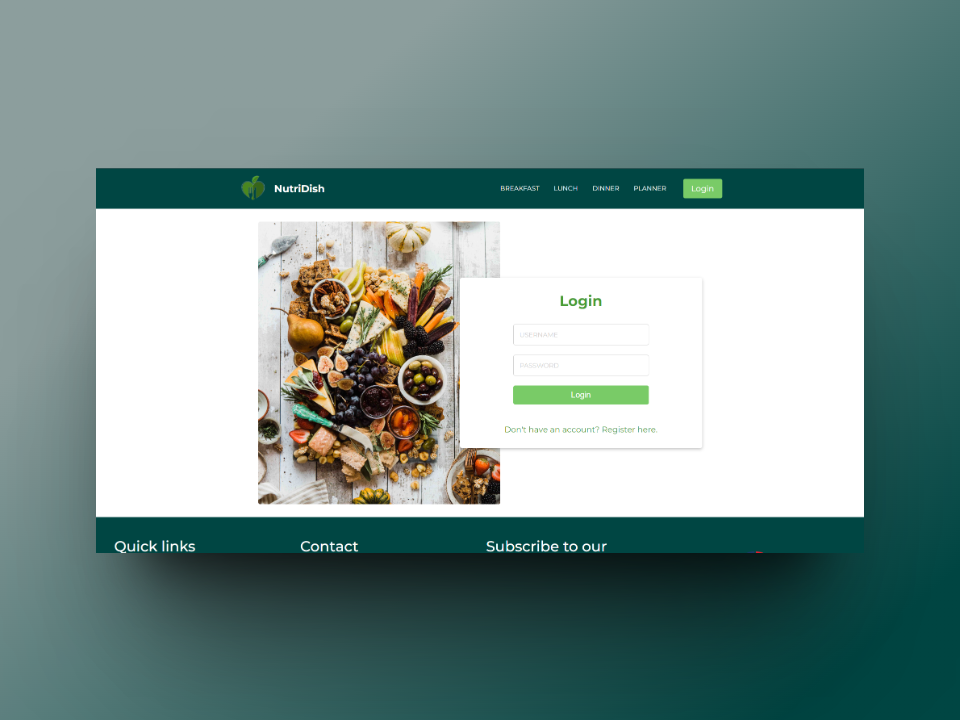 NutriDish
BREAKFAST LUNCH DINNER PLANNER Login
Login
USERNAME
PASSWORD
Login
Don't have an account? Register here.
Quick links Contact Subscribe to our